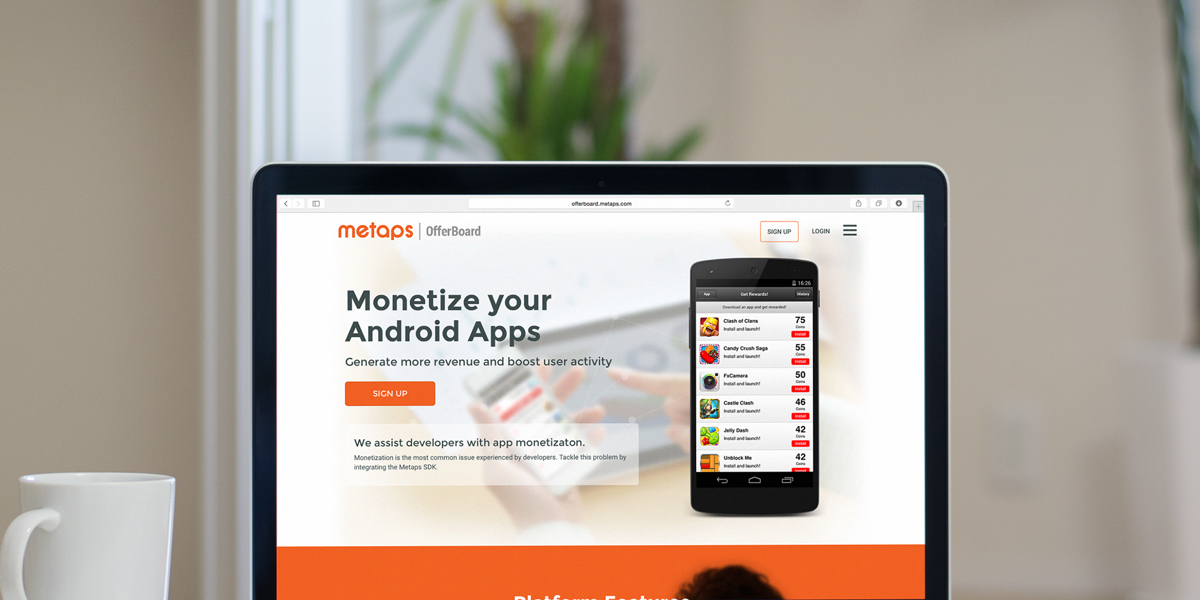 offerboard.metaps.com
metaps | OfferBoard
SIGN UP
LOGIN
Monetize your
Android Apps
Generate more revenue and boost user activity
SIGN UP
We assist developers with app monetizaton.
Monetization is the most common issue experienced by developers. Tackle this problem by
integrating the Metaps SDK.
16:26
App
Get Rewards!
History
Download an app and get rewarded!
Clash of Clans
Install and launch!
75
Coins
Install
Candy Crush Saga
Install and launch!
55
Coins
Install
FxCamera
Install and launch!
50
Coins
Install
Castle Clash
Install and launch!
46
Coins
Install
Jelly Dash
Install and launch!
42
Coins
Install
Unblock Me
Install and launch!
42
Coins
Install
Platform Features